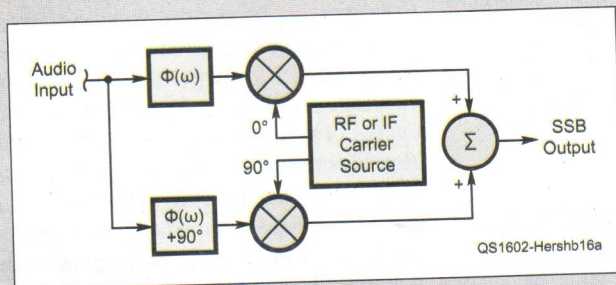 Audio
Input
Φ(ω)
0°
RF or IF
Carrier
Source
90°
Φ(ω)
+90°
+
Σ
+
SSB
Output
QS1602-Hershb16a